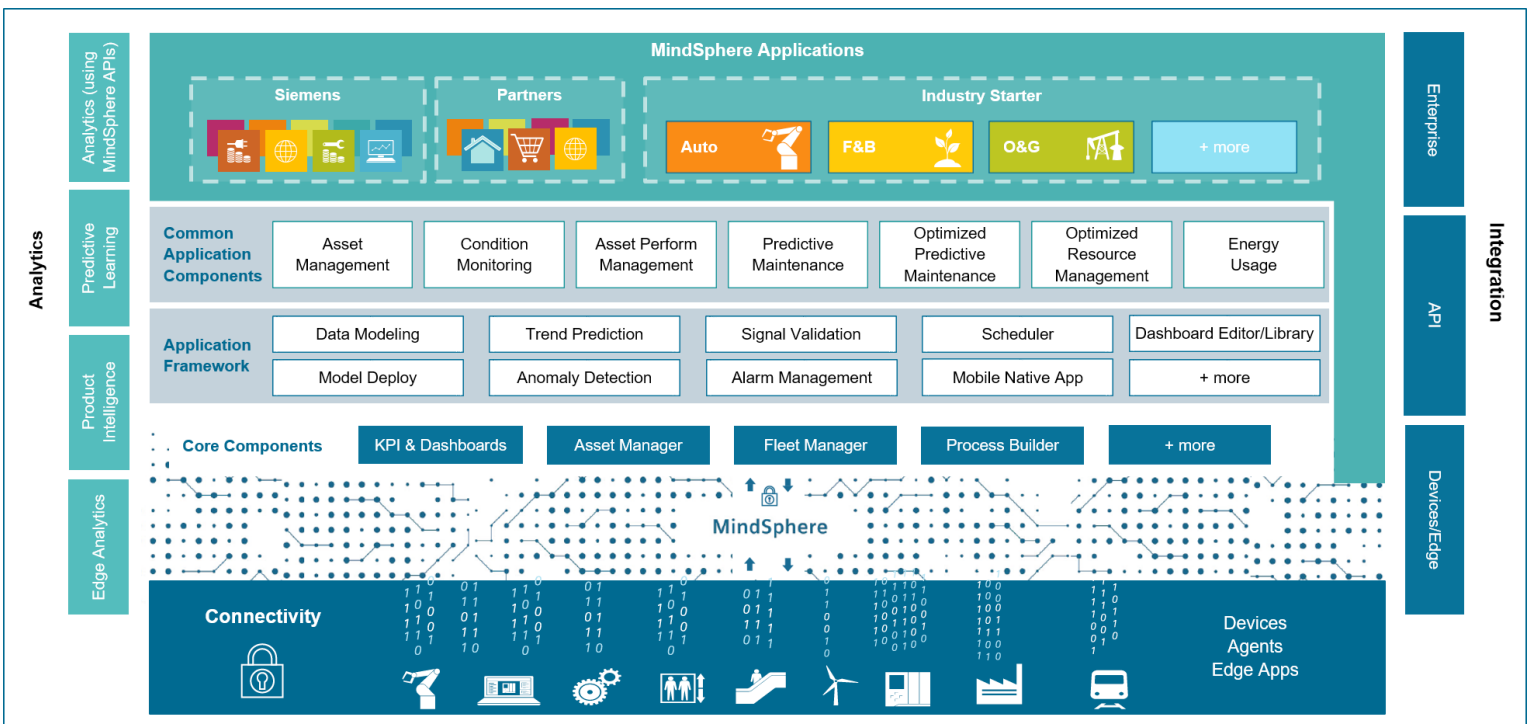 MindSphere Applications
Siemens
Partners
Industry Starter
Auto
F&B
O&G
+ more
Analytics
Analytics (using
MindSphere APIs)
Predictive
Learning
Product
Intelligence
Edge Analytics
Common
Application
Components
Asset
Management
Condition
Monitoring
Asset Perform
Management
Predictive
Maintenance
Optimized
Predictive
Maintenance
Optimized
Resource
Management
Energy
Usage
Application
Framework
Data Modeling
Trend Prediction
Signal Validation
Scheduler
Dashboard Editor/Library
Model Deploy
Anomaly Detection
Alarm Management
Mobile Native App
+ more
Core Components
KPI & Dashboards
Asset Manager
Fleet Manager
Process Builder
+ more
MindSphere
Connectivity
Devices
Agents
Edge Apps
Enterprise
API
Devices/Edge
Integration